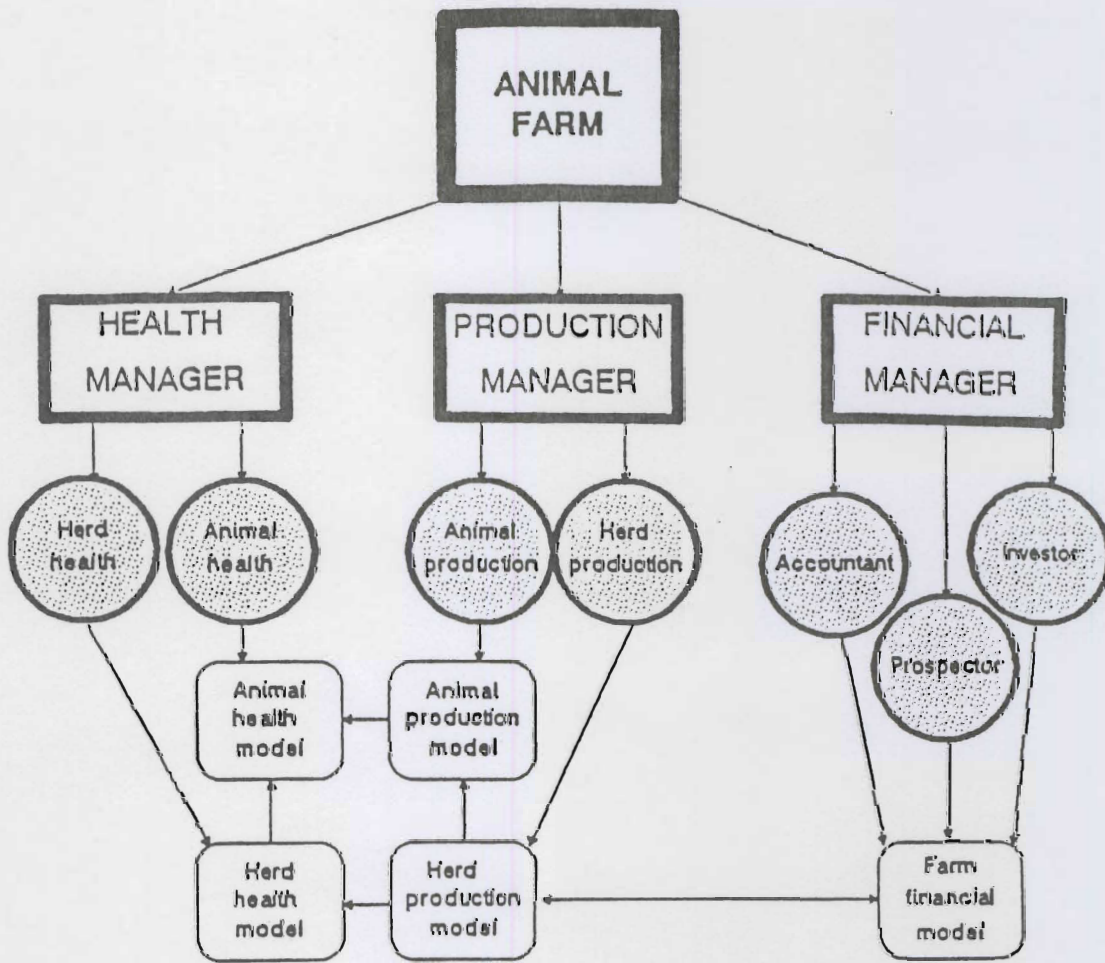 ANIMAL
FARM
HEALTH
MANAGER
PRODUCTION
MANAGER
FINANCIAL
MANAGER
Herd
health
Animal
health
Animal
production
Herd
production
Accountant
Prospector
Investor
Animal
health
model
Animal
production
model
Herd
health
model
Herd
production
model
Farm
financial
model